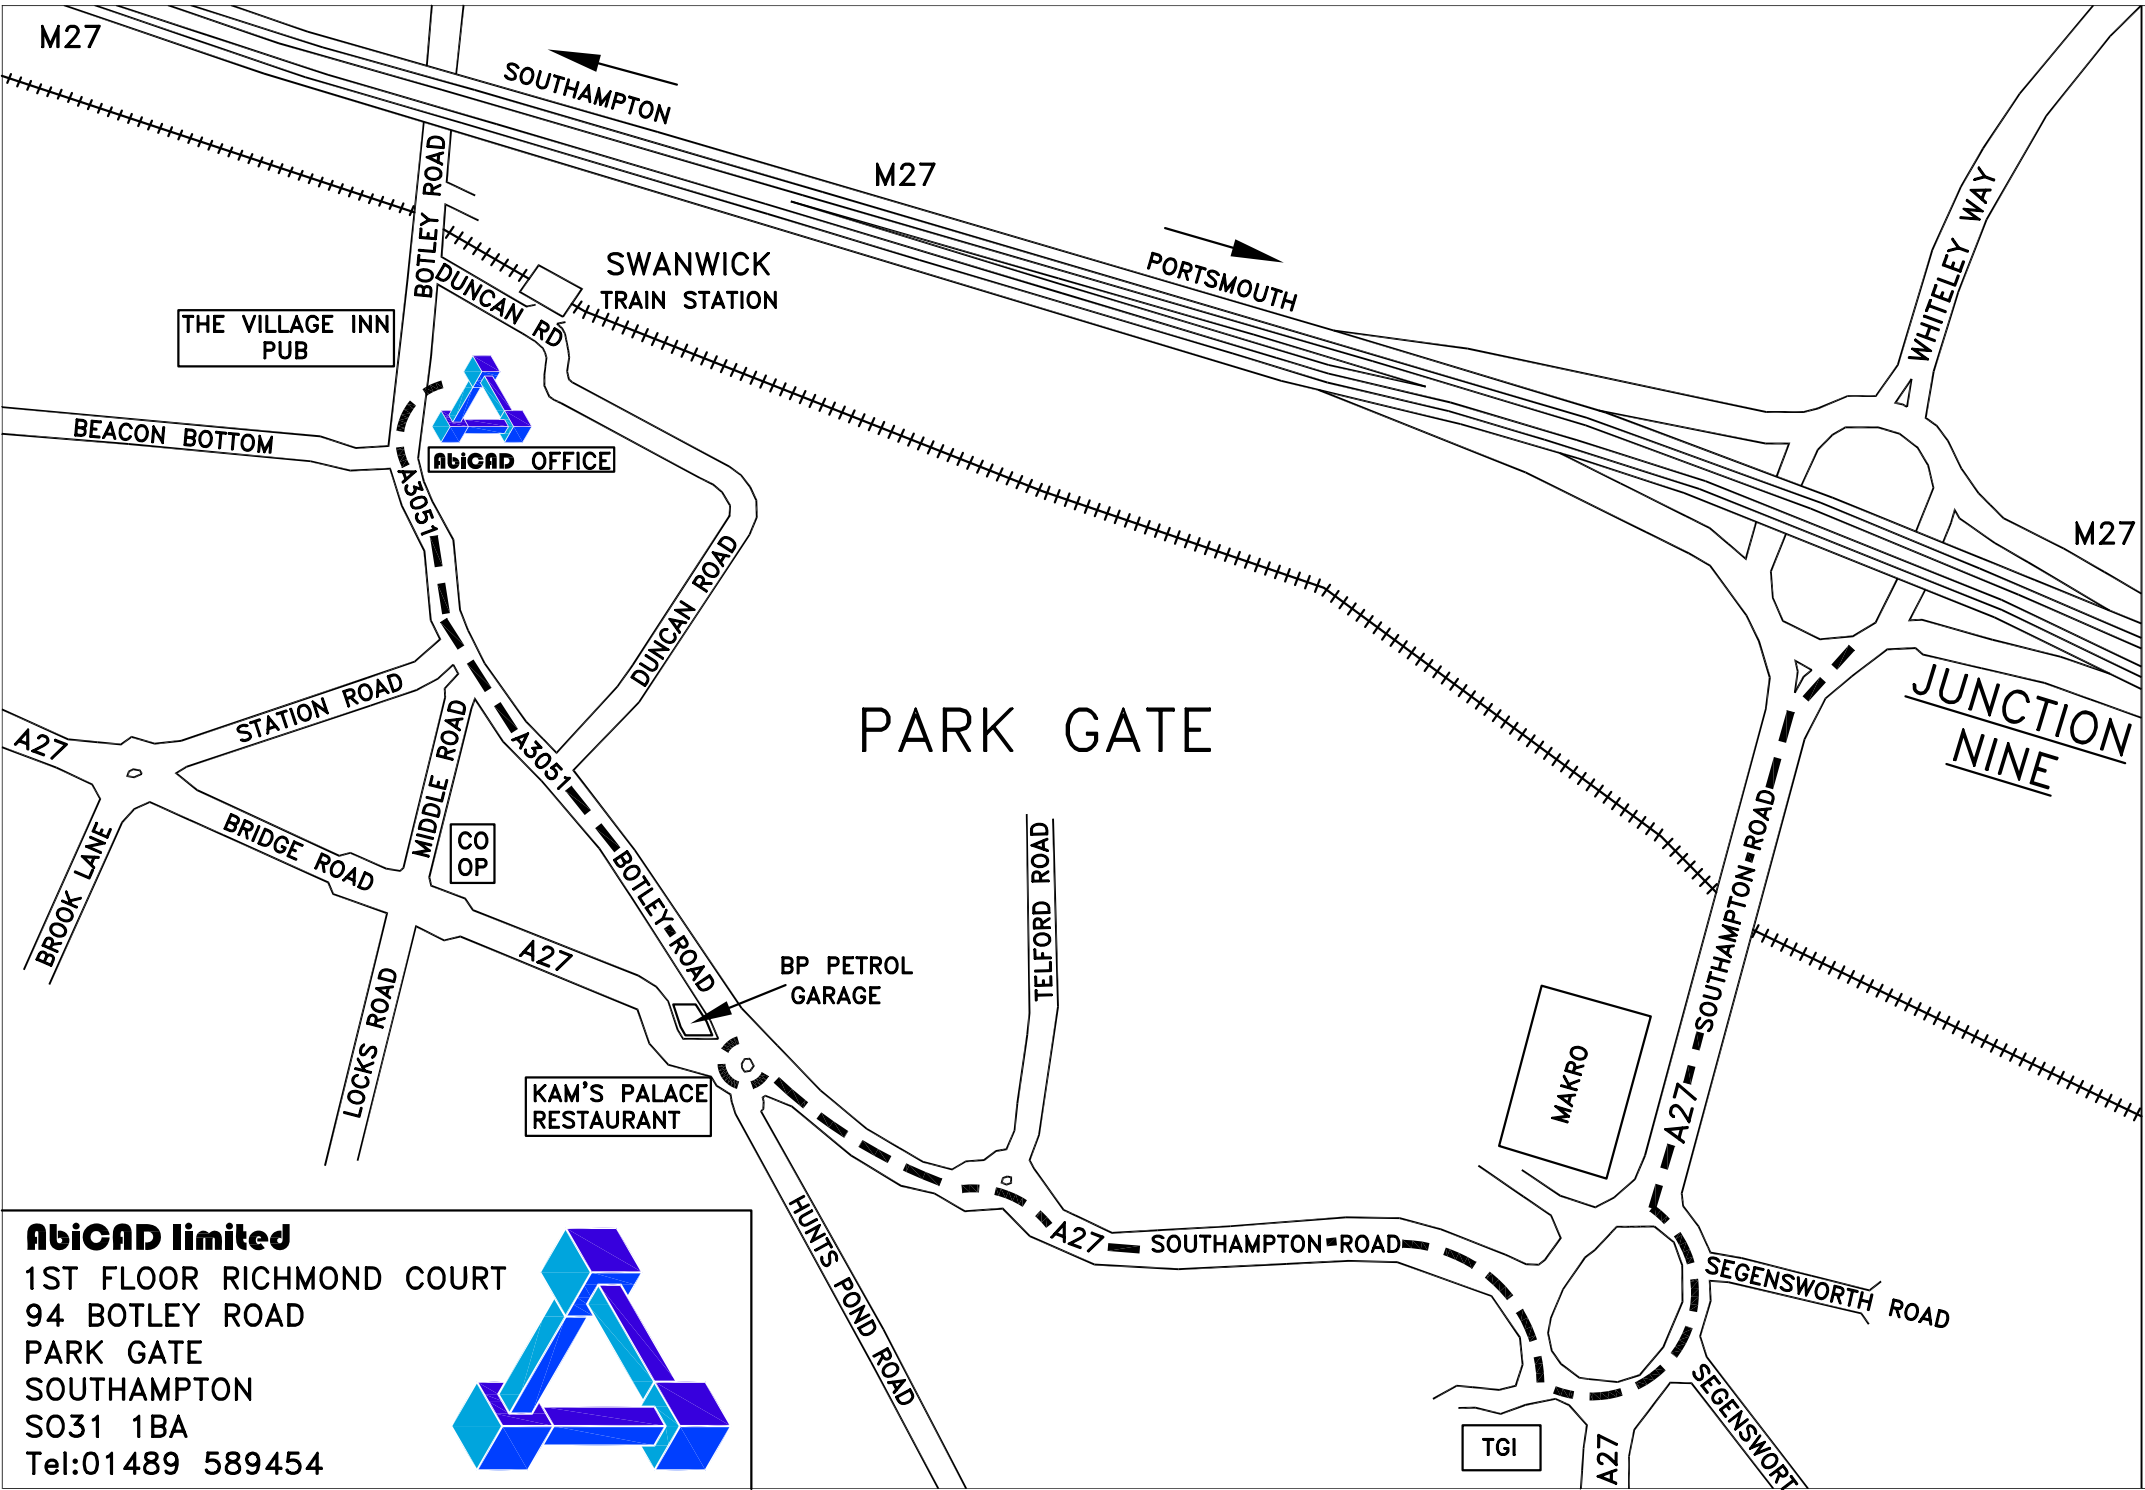 M27
SOUTHAMPTON
M27
PORTSMOUTH
WHITELEY WAY
M27
BOTLEY ROAD
BOTLEY ROAD
DUNCAN RD
SWANWICK
TRAIN STATION
THE VILLAGE INN
PUB
BEACON BOTTOM
AbiCAD OFFICE
A3051
DUNCAN ROAD
JUNCTION
NINE
PARK GATE
STATION ROAD
A27
MIDDLE ROAD
A3051
BRIDGE ROAD
BROOK LANE
CO
OP
BOTLEY ROAD
A27
LOCKS ROAD
BP PETROL
GARAGE
TELFORD ROAD
SOUTHAMPTON ROAD
MAKRO
A27
KAM'S PALACE
RESTAURANT
HUNTS POND ROAD
A27
SOUTHAMPTON ROAD
SEGENSWORTH ROAD
SEGENSWORT
TGI
A27
AbiCAD limited
1ST FLOOR RICHMOND COURT
94 BOTLEY ROAD
PARK GATE
SOUTHAMPTON
SO31 1BA
Tel:01489 589454